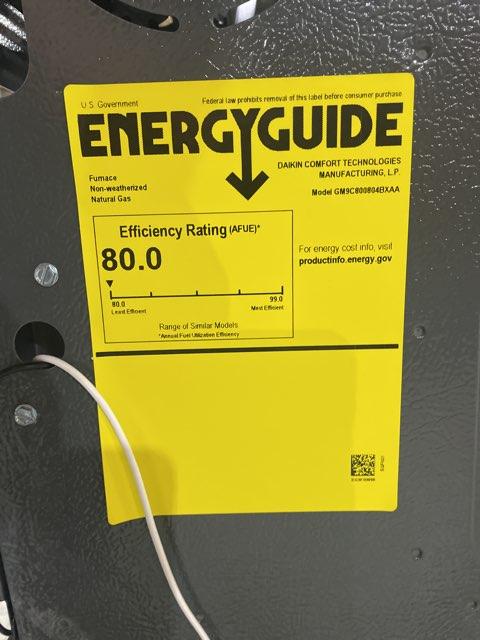 U.S. Government
Federal law prohibits removal of this label before consumer purchase
ENERGYGUIDE
Furnace
Non-weatherized
Natural Gas
DAIKIN COMFORT TECHNOLOGIES
MANUFACTURING, L.P.
Model GM9C800804BXAA
Efficiency Rating (AFUE)*
80.0
80.0
Least Efficient
99.0
Most Efficient
Range of Similar Models
*Annual Fuel Utilization Efficiency
For energy cost info, visit
productinfo.energy.gov